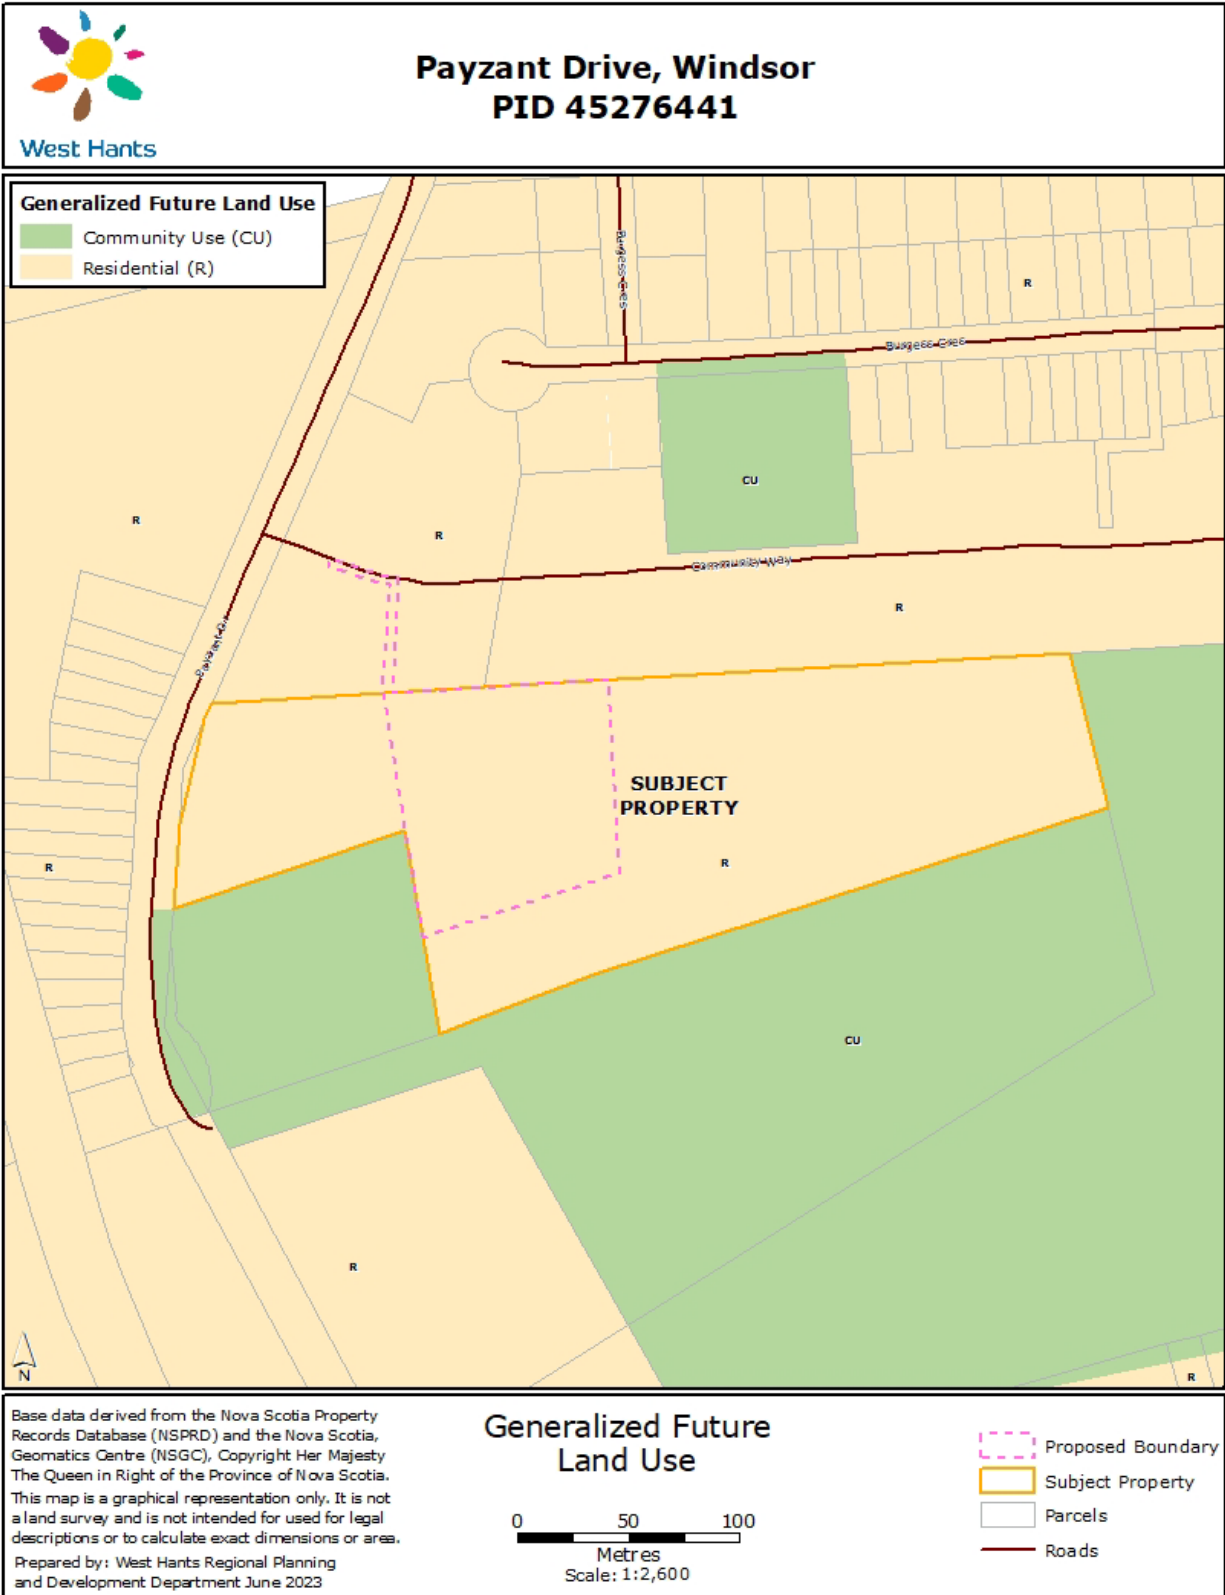 West Hants
Payzant Drive, Windsor
PID 45276441
Generalized Future Land Use
Community Use (CU)
Residential (R)
Burgess Cres
R
Burgess Cres
CU
R
R
Community Way
R
Payzant Dr
SUBJECT
PROPERTY
R
R
CU
R
R
N
Base data derived from the Nova Scotia Property
Records Database (NSPRD) and the Nova Scotia,
Geomatics Centre (NSGC), Copyright Her Majesty
The Queen in Right of the Province of Nova Scotia.
This map is a graphical representation only. It is not
a land survey and is not intended for used for legal
descriptions or to calculate exact dimensions or area.
Prepared by: West Hants Regional Planning
and Development Department June 2023
Generalized Future
Land Use
0 50 100
Metres
Scale: 1:2,600
Proposed Boundary
Subject Property
Parcels
Roads